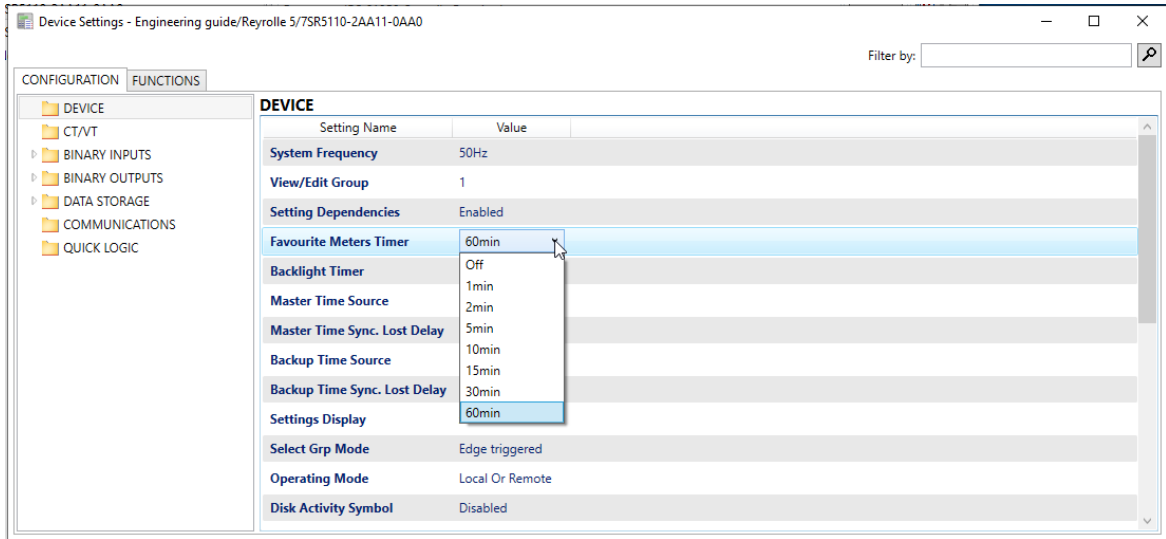 Device Settings - Engineering guide/Reyrolle 5/7SR5110-2AA11-0AA0
Filter by:
CONFIGURATION FUNCTIONS
DEVICE
CT/VT
BINARY INPUTS
BINARY OUTPUTS
DATA STORAGE
COMMUNICATIONS
QUICK LOGIC
DEVICE
Setting Name Value
System Frequency 50Hz
View/Edit Group 1
Setting Dependencies Enabled
Favourite Meters Timer 60min
Off
1min
2min
5min
10min
15min
30min
60min
Backlight Timer
Master Time Source
Master Time Sync. Lost Delay
Backup Time Source
Backup Time Sync. Lost Delay
Settings Display
Select Grp Mode Edge triggered
Operating Mode Local Or Remote
Disk Activity Symbol Disabled